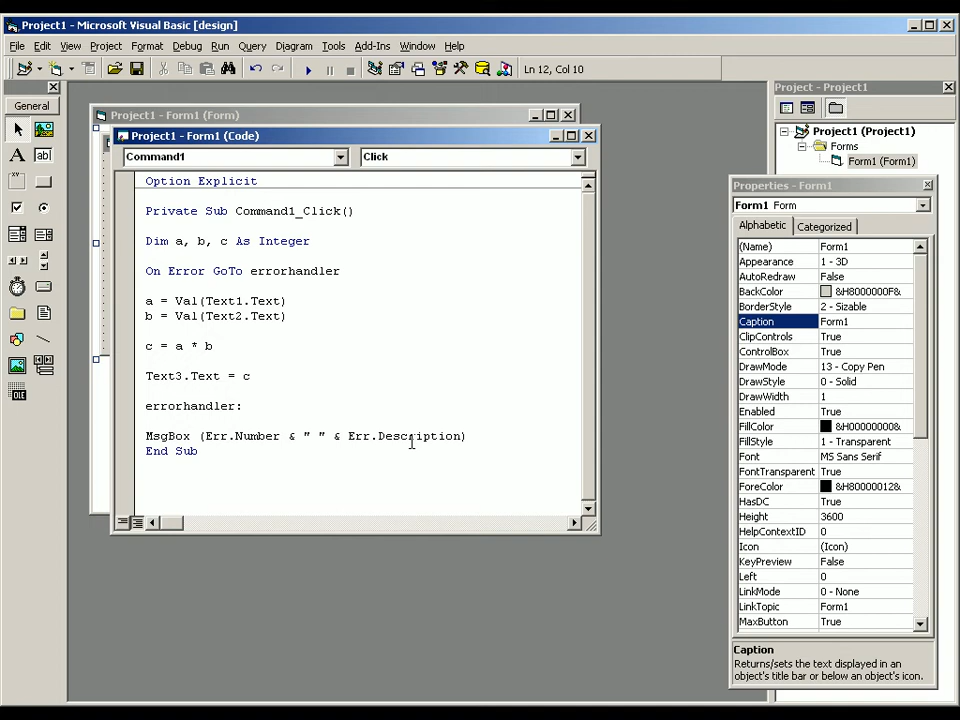 Project1 - Microsoft Visual Basic [design]
File Edit View Project Format Debug Run Query Diagram Tools Add-Ins Window Help
Ln 12, Col 10
General
A
ab|
xy
OLE
Project1 - Form1 (Form)
Project1 - Form1 (Code)
Command1
Click
Option Explicit
Private Sub Command1_Click()
Dim a, b, c As Integer
On Error GoTo errorhandler
a = Val(Text1.Text)
b = Val(Text2.Text)
c = a * b
Text3.Text = c
errorhandler:
MsgBox (Err.Number & " " & Err.Description)
End Sub
Project - Project1
Project1 (Project1)
Forms
Form1 (Form1)
Properties - Form1
Form1 Form
Alphabetic Categorized
(Name) Form1
Appearance 1 - 3D
AutoRedraw False
BackColor &H8000000F&
BorderStyle 2 - Sizable
Caption Form1
ClipControls True
ControlBox True
DrawMode 13 - Copy Pen
DrawStyle 0 - Solid
DrawWidth 1
Enabled True
FillColor &H00000000&
FillStyle 1 - Transparent
Font MS Sans Serif
FontTransparent True
ForeColor &H80000012&
HasDC True
Height 3600
HelpContextID 0
Icon (Icon)
KeyPreview False
Left 0
LinkMode 0 - None
LinkTopic Form1
MaxButton True
Caption
Returns/sets the text displayed in an
object's title bar or below an object's icon.